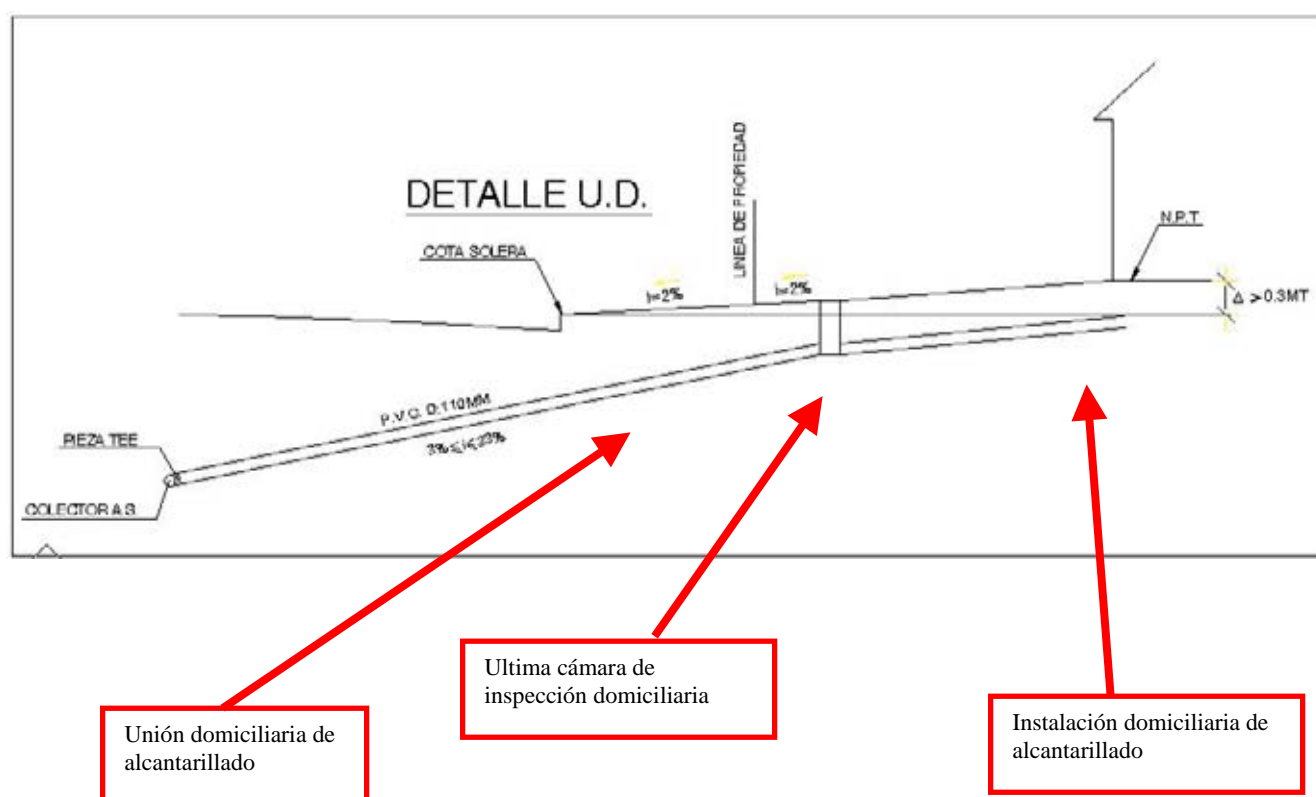 DETALLE U.D.
LINEA DE PROPIEDAD
N.P.T
COTA SOLERA
I=2%
I=2%
Δ >0.3MT
P.V.C. D:110MM
3%≤i≤23%
PIEZA TEE
COLECTOR A.S.
Ultima cámara de
inspección domiciliaria
Unión domiciliaria de
alcantarillado
Instalación domiciliaria de
alcantarillado